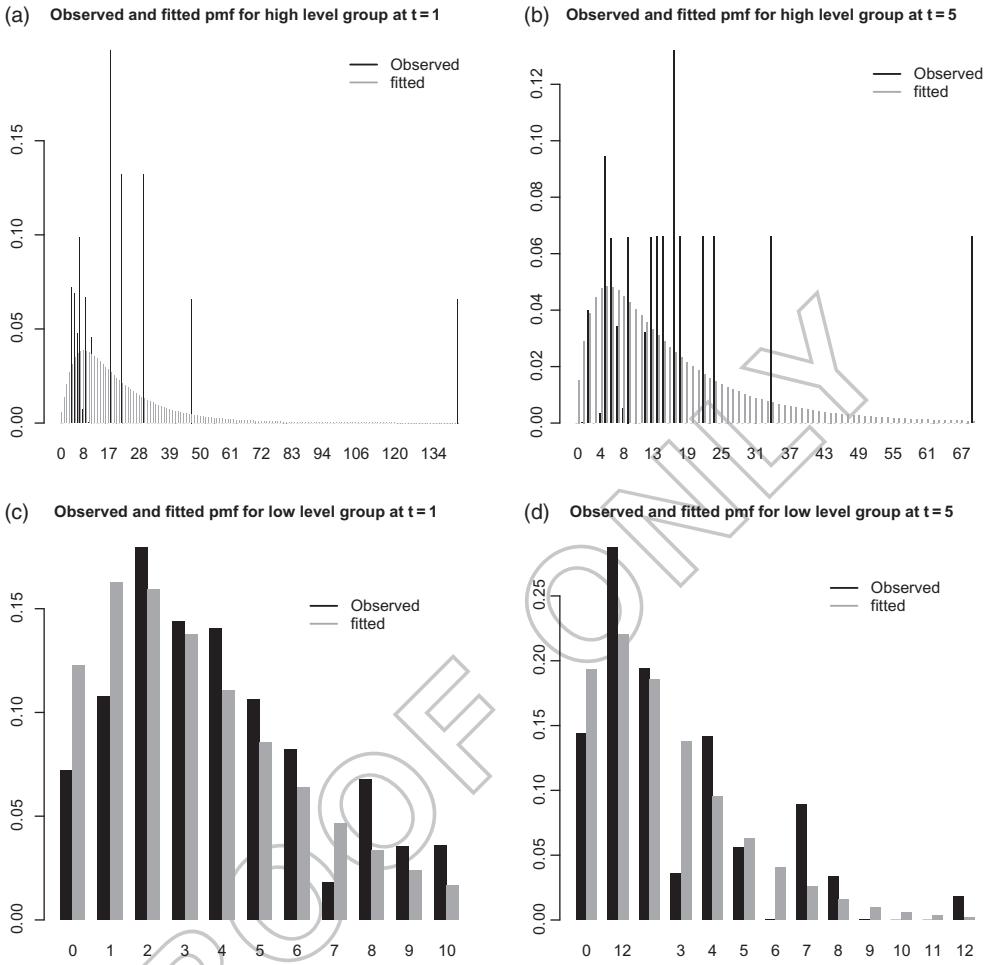 (a) Observed and fitted pmf for high level group at t = 1
Observed
fitted
0.00 0.05 0.10 0.15
0 8 17 28 39 50 61 72 83 94 106 120 134
(b) Observed and fitted pmf for high level group at t = 5
Observed
fitted
0.00 0.02 0.04 0.06 0.08 0.10 0.12
0 4 8 13 19 25 31 37 43 49 55 61 67
(c) Observed and fitted pmf for low level group at t = 1
Observed
fitted
0.00 0.05 0.10 0.15
0 1 2 3 4 5 6 7 8 9 10
(d) Observed and fitted pmf for low level group at t = 5
Observed
fitted
0.00 0.05 0.10 0.15 0.20 0.25
0 12 3 4 5 6 7 8 9 10 11 12
PROOF ONLY